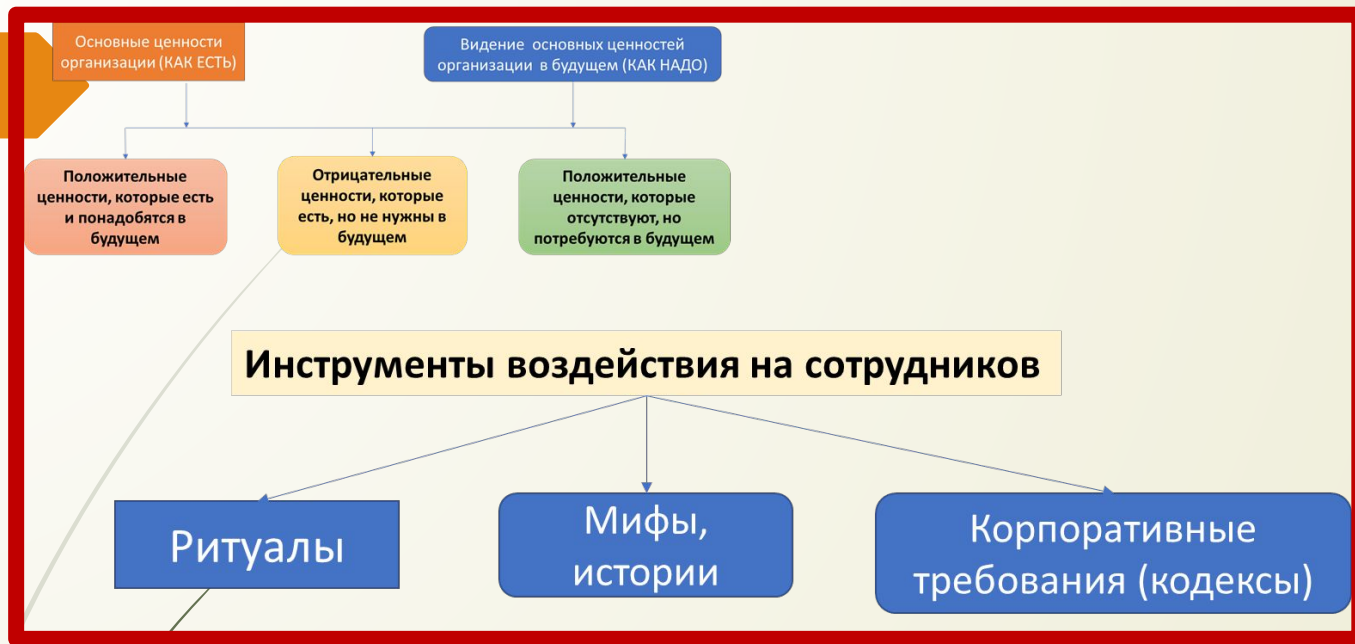 Основные ценности
организации (КАК ЕСТЬ)
Видение основных ценностей
организации в будущем (КАК НАДО)
Положительные
ценности, которые есть
и понадобятся в
будущем
Отрицательные
ценности, которые
есть, но не нужны в
будущем
Положительные
ценности, которые
отсутствуют, но
потребуются в будущем
Инструменты воздействия на сотрудников
Ритуалы
Мифы,
истории
Корпоративные
требования (кодексы)